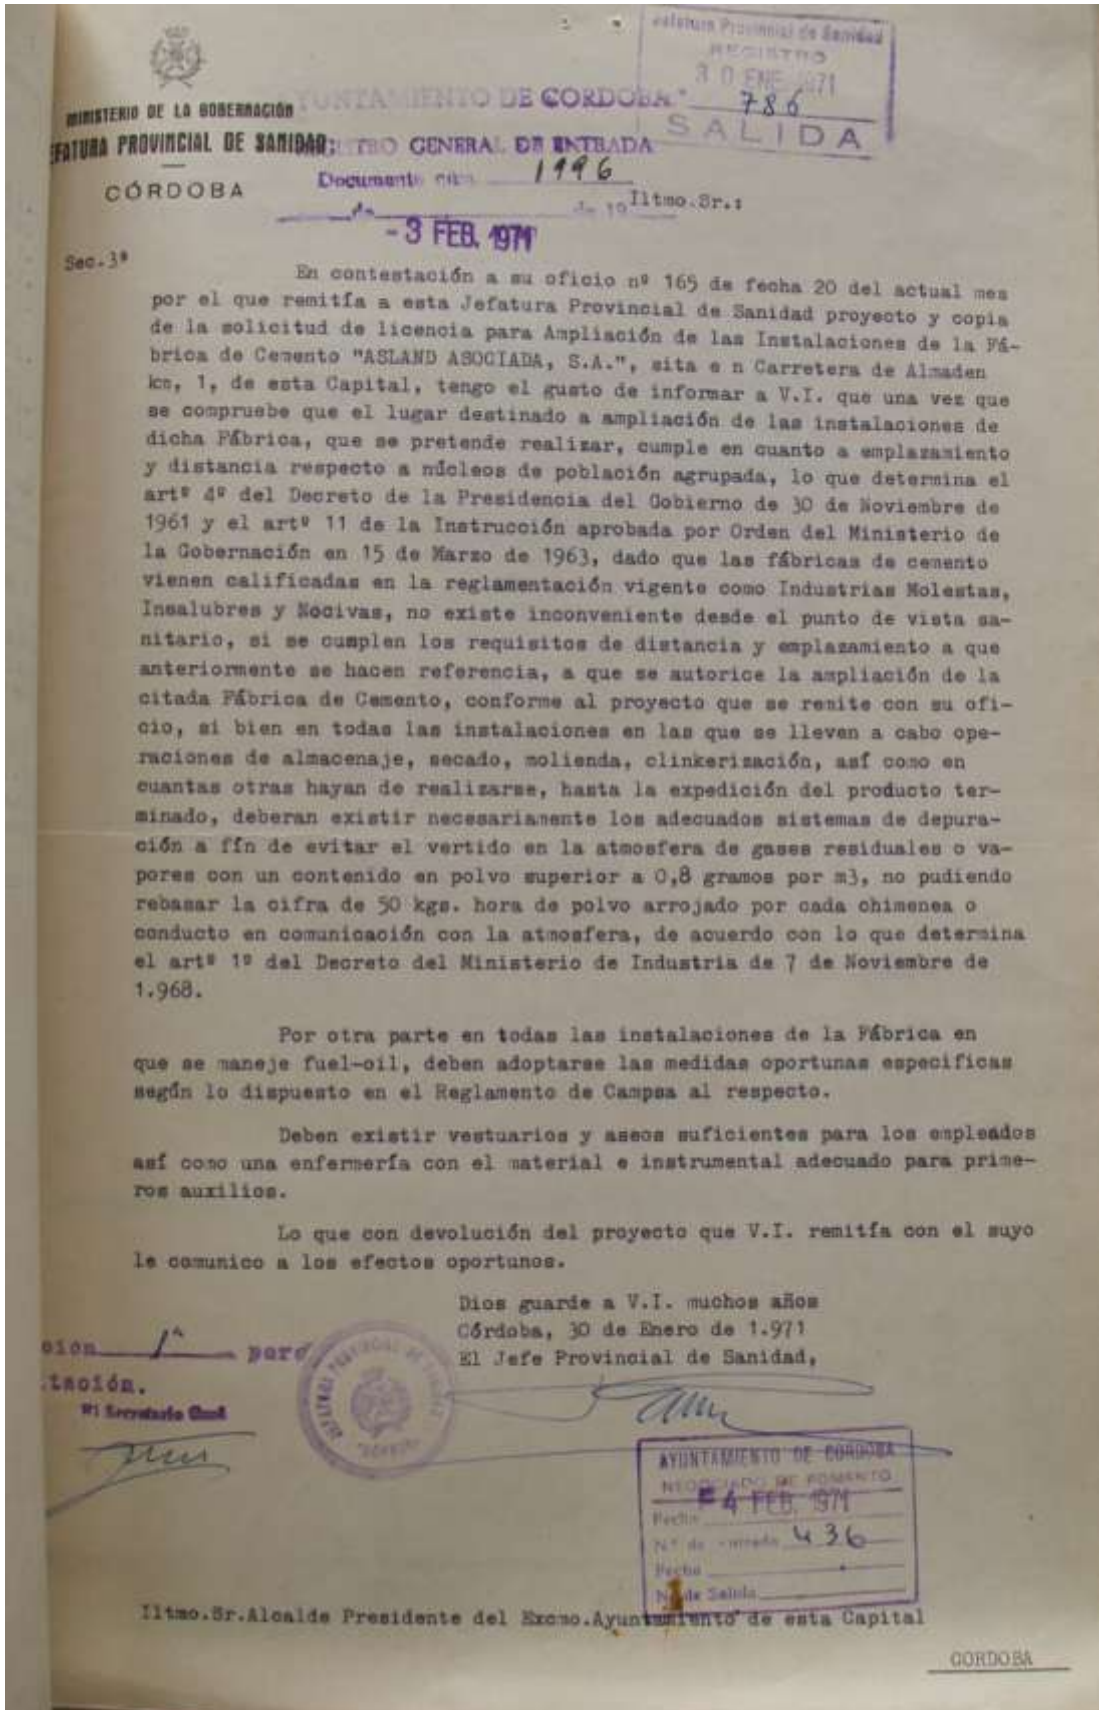 Jefatura Provincial de Sanidad
REGISTRO
30 ENE 1971
786
SALIDA
MINISTERIO DE LA GOBERNACIÓN
JEFATURA PROVINCIAL DE SANIDAD
CÓRDOBA
AYUNTAMIENTO DE CORDOBA
REGISTRO GENERAL DE ENTRADA
Documento núm. 1996
de de 19
- 3 FEB. 1971
Iltmo.Sr.:
Sec.3ª
En contestación a su oficio nº 165 de fecha 20 del actual mes
por el que remitía a esta Jefatura Provincial de Sanidad proyecto y copia
de la solicitud de licencia para Ampliación de las Instalaciones de la Fá-
brica de Cemento "ASLAND ASOCIADA, S.A.", sita e n Carretera de Almaden
km, 1, de esta Capital, tengo el gusto de informar a V.I. que una vez que
se compruebe que el lugar destinado a ampliación de las instalaciones de
dicha Fábrica, que se pretende realizar, cumple en cuanto a emplazamiento
y distancia respecto a núcleos de población agrupada, lo que determina el
artº 4º del Decreto de la Presidencia del Gobierno de 30 de Noviembre de
1961 y el artº 11 de la Instrucción aprobada por Orden del Ministerio de
la Gobernación en 15 de Marzo de 1963, dado que las fábricas de cemento
vienen calificadas en la reglamentación vigente como Industrias Molestas,
Insalubres y Nocivas, no existe inconveniente desde el punto de vista sa-
nitario, si se cumplen los requisitos de distancia y emplazamiento a que
anteriormente se hacen referencia, a que se autorice la ampliación de la
citada Fábrica de Cemento, conforme al proyecto que se remite con su ofi-
cio, si bien en todas las instalaciones en las que se lleven a cabo ope-
raciones de almacenaje, secado, molienda, clinkerización, así como en
cuantas otras hayan de realizarse, hasta la expedición del producto ter-
minado, deberan existir necesariamente los adecuados sistemas de depura-
ción a fín de evitar el vertido en la atmosfera de gases residuales o va-
pores con un contenido en polvo superior a 0,8 gramos por m3, no pudiendo
rebasar la cifra de 50 kgs. hora de polvo arrojado por cada chimenea o
conducto en comunicación con la atmosfera, de acuerdo con lo que determina
el artº 1º del Decreto del Ministerio de Industria de 7 de Noviembre de
1.968.
Por otra parte en todas las instalaciones de la Fábrica en
que se maneje fuel-oil, deben adoptarse las medidas oportunas especificas
según lo dispuesto en el Reglamento de Campsa al respecto.
Deben existir vestuarios y aseos suficientes para los empleados
así como una enfermería con el material e instrumental adecuado para prime-
ros auxilios.
Lo que con devolución del proyecto que V.I. remitía con el suyo
le comunico a los efectos oportunos.
Dios guarde a V.I. muchos años
Córdoba, 30 de Enero de 1.971
El Jefe Provincial de Sanidad,
cion 1ª para
tación.
El Secretario Gral
JEFATURA PROVINCIAL DE SANIDAD
CORDOBA
AYUNTAMIENTO DE CORDOBA
NEGOCIADO DE FOMENTO
Fecha 4 FEB. 1971
N.º de entrada 436
Fecha
N.º de Salida
Iltmo.Sr.Alcalde Presidente del Excmo.Ayuntamiento de esta Capital
CORDOBA